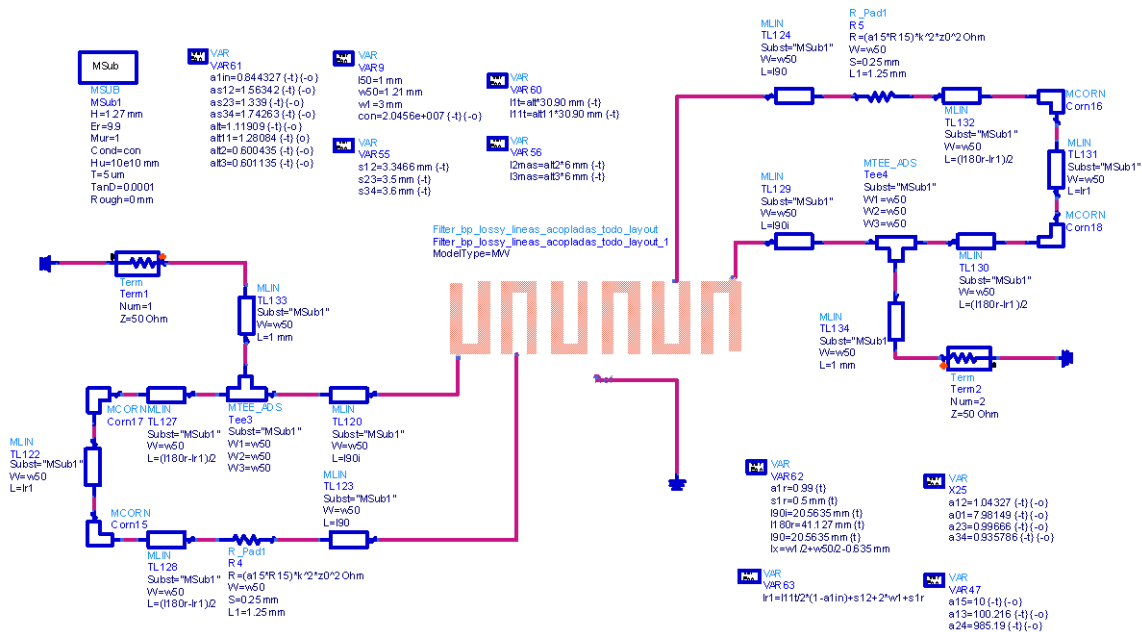 MSub
MSUB
MSub1
H=1.27 mm
Er=9.9
Mur=1
Cond=con
Hu=10e10 mm
T=5 um
TanD=0.0001
Rough=0 mm
VAR
VAR61
a1in=0.844327 {-t}{-o}
as12=1.56342 {-t} {-o}
as23=1.339 {-t}{-o}
as34=1.74263 {-t} {-o}
alt=1.11909 {-t} {-o}
alt11=1.28084 {-t} {-o}
alt2=0.600435 {-t} {-o}
alt3=0.601135 {-t} {-o}
VAR
VAR9
l50=1 mm
w50=1.21 mm
w1=3 mm
con=2.0456e+007 {-t}{-o}
VAR
VAR60
l1t=alt*30.90 mm {-t}
l11t=alt11*30.90 mm {-t}
VAR
VAR55
s12=3.3466 mm {-t}
s23=3.5 mm {-t}
s34=3.6 mm {-t}
VAR
VAR56
l2mas=alt2*6 mm {-t}
l3mas=alt3*6 mm {-t}
MLIN
TL124
Subst="MSub1"
W=w50
L=l90
R_Pad1
R5
R=(a15*R15)*k^2*z0^2 Ohm
W=w50
S=0.25 mm
L1=1.25 mm
MLIN
TL132
Subst="MSub1"
W=w50
L=(l180r-lr1)/2
MCORN
Corn16
MLIN
TL131
Subst="MSub1"
W=w50
L=lr1
MCORN
Corn18
MLIN
TL129
Subst="MSub1"
W=w50
L=l90i
MTEE_ADS
Tee4
Subst="MSub1"
W1=w50
W2=w50
W3=w50
MLIN
TL130
Subst="MSub1"
W=w50
L=(l180r-lr1)/2
Filter_bp_lossy_lineas_acopladas_todo_layout
Filter_bp_lossy_lineas_acopladas_todo_layout_1
ModelType=MW
Term
Term1
Num=1
Z=50 Ohm
MLIN
TL133
Subst="MSub1"
W=w50
L=1 mm
MLIN
TL134
Subst="MSub1"
W=w50
L=1 mm
Term
Term2
Num=2
Z=50 Ohm
MCORN
Corn17
MLIN
TL127
Subst="MSub1"
W=w50
L=(l180r-lr1)/2
MTEE_ADS
Tee3
Subst="MSub1"
W1=w50
W2=w50
W3=w50
MLIN
TL120
Subst="MSub1"
W=w50
L=l90i
MLIN
TL122
Subst="MSub1"
W=w50
L=lr1
MLIN
TL123
Subst="MSub1"
W=w50
L=l90
MCORN
Corn15
MLIN
TL128
Subst="MSub1"
W=w50
L=(l180r-lr1)/2
R_Pad1
R4
R=(a15*R15)*k^2*z0^2 Ohm
W=w50
S=0.25 mm
L1=1.25 mm
VAR
VAR62
a1r=0.99 {t}
s1r=0.5 mm {t}
l90i=20.5635 mm {t}
l180r=41.127 mm {t}
l90=20.5635 mm {t}
lx=w1/2+w50/2-0.635 mm
VAR
X25
a12=1.04327 {-t} {-o}
a01=7.98149 {-t} {-o}
a23=0.99666 {-t} {-o}
a34=0.935786 {-t} {-o}
VAR
VAR63
lr1=l11t/2*(1-a1in)+s12+2*w1+s1r
VAR
VAR47
a15=10 {-t}{-o}
a13=100.216 {-t}{-o}
a24=985.19 {-t} {-o}